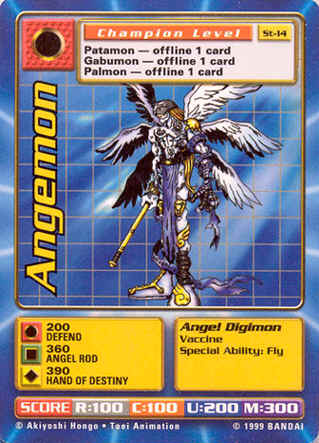 Champion Level
St-14
Patamon — offline 1 card
Gabumon — offline 1 card
Palmon — offline 1 card
Angemon
200
DEFEND
360
ANGEL ROD
390
HAND OF DESTINY
Angel Digimon
Vaccine
Special Ability: Fly
SCORE R:100 C:100 U:200 M:300
© Akiyoshi Hongo • Toei Animation © 1999 BANDAI